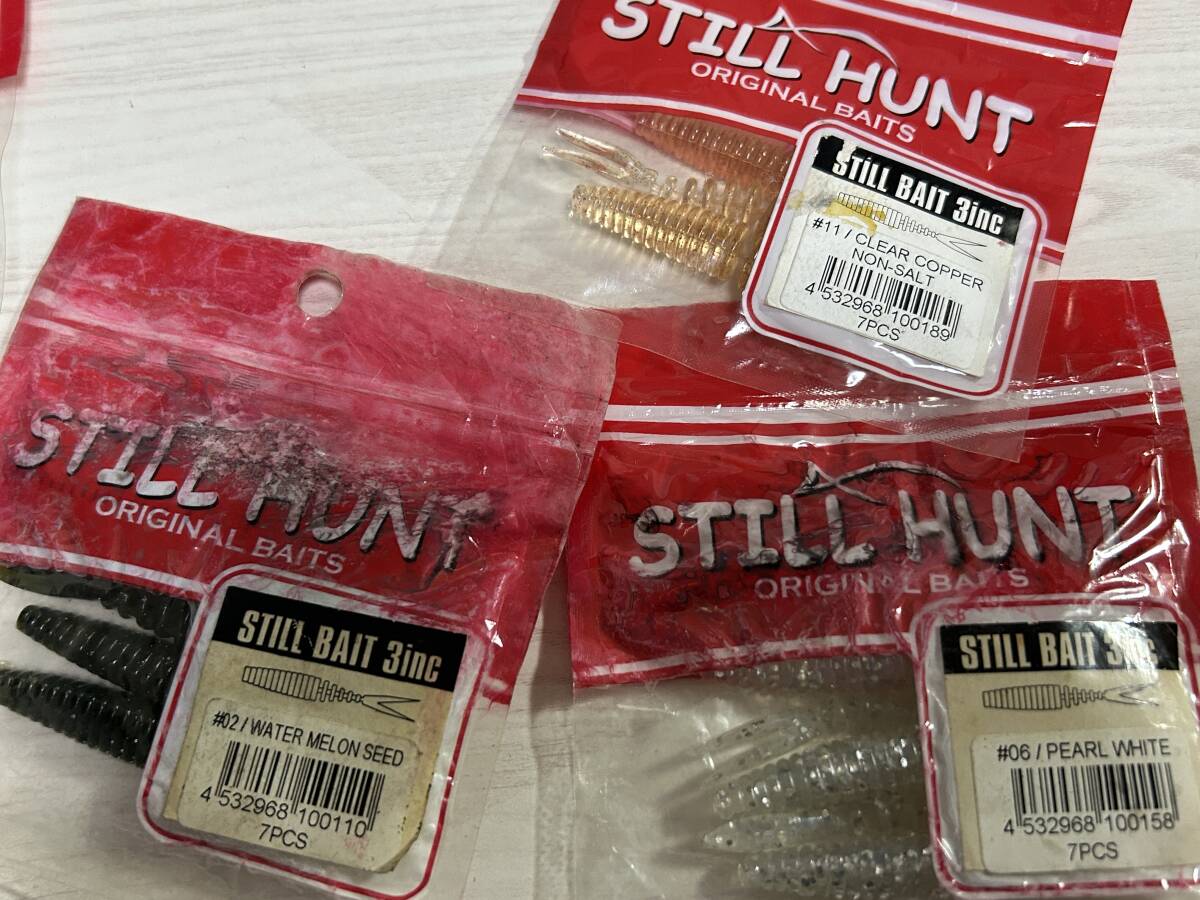 STILL HUNT
ORIGINAL BAITS
STILL BAIT 3inc
#11 / CLEAR COPPER
NON-SALT
4 532968 100189
7PCS
STILL HUNT
ORIGINAL BAITS
STILL BAIT 3inc
#02 / WATER MELON SEED
4 532968 100110
7PCS
STILL HUNT
ORIGINAL BAITS
STILL BAIT 3inc
#06 / PEARL WHITE
4 532968 100158
7PCS